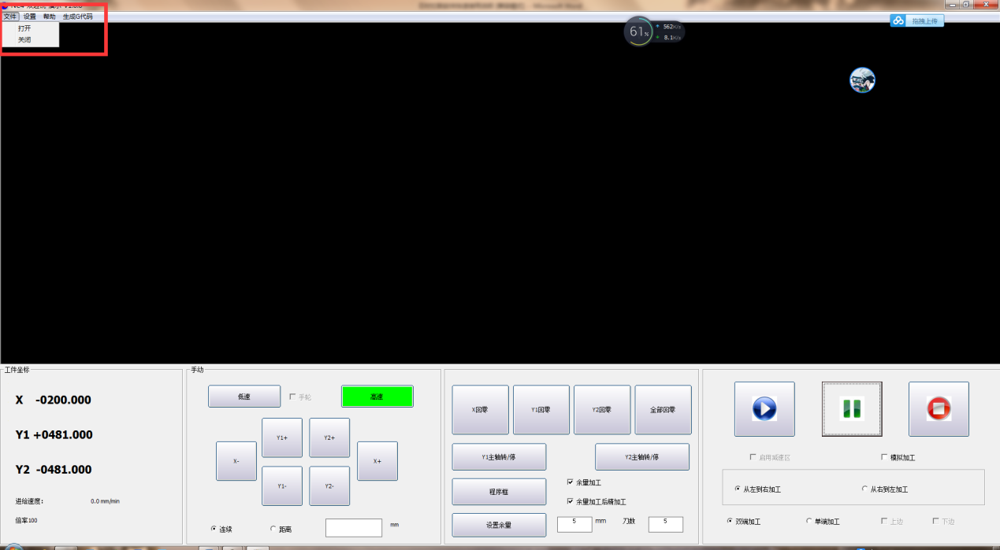 文件 设置 帮助 生成G代码
打开
关闭
61%
562K/s
8.1K/s
拖拽上传
工件坐标
X -0200.000
Y1 +0481.000
Y2 -0481.000
进给速度: 0.0 mm/min
倍率100
手动
低速 手轮 高速
Y1+ Y2+
X- X+
Y1- Y2-
连续 距离 mm
X回零 Y1回零 Y2回零 全部回零
Y1主轴转/停 Y2主轴转/停
程序框 余量加工
余量加工后精加工
设置余量 5 mm 刀数 5
启用减速区 模拟加工
从左到右加工 从右到左加工
双端加工 单端加工 上边 下边